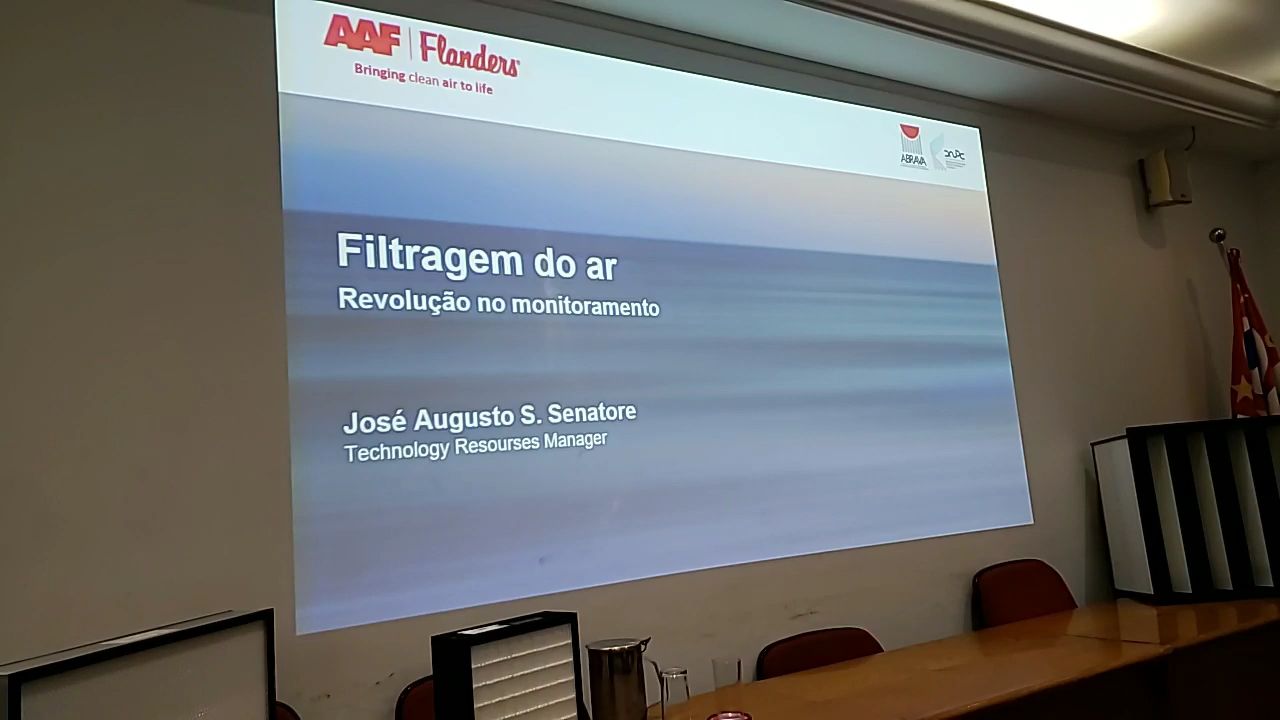 AAF Flanders
Bringing clean air to life
ABRAVA
Filtragem do ar
Revolução no monitoramento
José Augusto S. Senatore
Technology Resourses Manager